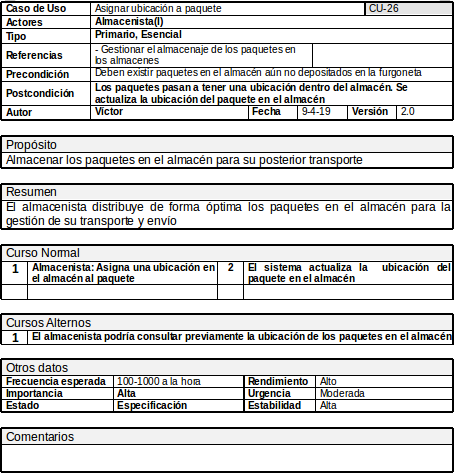 Caso de Uso Asignar ubicación a paquete CU-26
Actores Almacenista(I)
Tipo Primario, Esencial
Referencias - Gestionar el almacenaje de los paquetes en
los almacenes
Precondición Deben existir paquetes en el almacén aún no depositados en la furgoneta
Postcondición Los paquetes pasan a tener una ubicación dentro del almacén. Se
actualiza la ubicación del paquete en el almacén
Autor Víctor Fecha 9-4-19 Versión 2.0
Propósito
Almacenar los paquetes en el almacén para su posterior transporte
Resumen
El almacenista distribuye de forma óptima los paquetes en el almacén para la
gestión de su transporte y envío
Curso Normal
1 Almacenista: Asigna una ubicación en 2 El sistema actualiza la ubicación del
el almacén al paquete paquete en el almacén
Cursos Alternos
1 El almacenista podría consultar previamente la ubicación de los paquetes en el almacén
Otros datos
Frecuencia esperada 100-1000 a la hora Rendimiento Alto
Importancia Alta Urgencia Moderada
Estado Especificación Estabilidad Alta
Comentarios